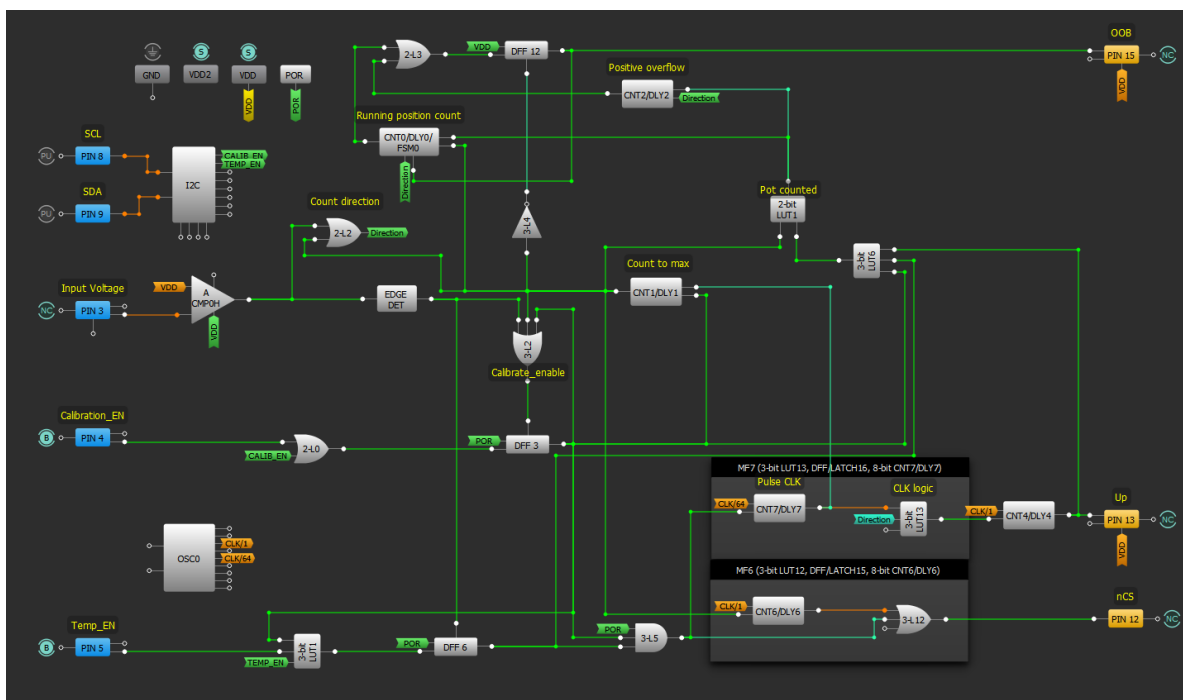 OOB
2-L3
VDD
DFF 12
PIN 15
NC
VDD
Positive overflow
CNT2/DLY2
Direction
S
S
GND
VDD2
VDD
POR
VDD
POR
Running position count
CNT0/DLY0/
FSM0
Direction
SCL
PU
PIN 8
I2C
CALIB_EN
TEMP_EN
SDA
PU
PIN 9
Count direction
2-L2
Direction
3-L4
Pot counted
2-bit
LUT1
3-bit
LUT6
Count to max
CNT1/DLY1
Input Voltage
NC
PIN 3
VDD
A
CMP0H
VDD
EDGE
DET
3-L2
Calibrate_enable
Calibration_EN
B
PIN 4
CALIB_EN
2-L0
POR
DFF 3
MF7 (3-bit LUT13, DFF/LATCH16, 8-bit CNT7/DLY7)
Pulse CLK
CLK logic
CLK/64
CNT7/DLY7
Direction
3-bit
LUT13
CLK/1
CNT4/DLY4
Up
PIN 13
NC
VDD
OSC0
CLK/1
CLK/64
MF6 (3-bit LUT12, DFF/LATCH15, 8-bit CNT6/DLY6)
CLK/1
CNT6/DLY6
3-L12
nCS
PIN 12
NC
Temp_EN
B
PIN 5
3-bit
LUT1
TEMP_EN
POR
DFF 6
POR
3-L5